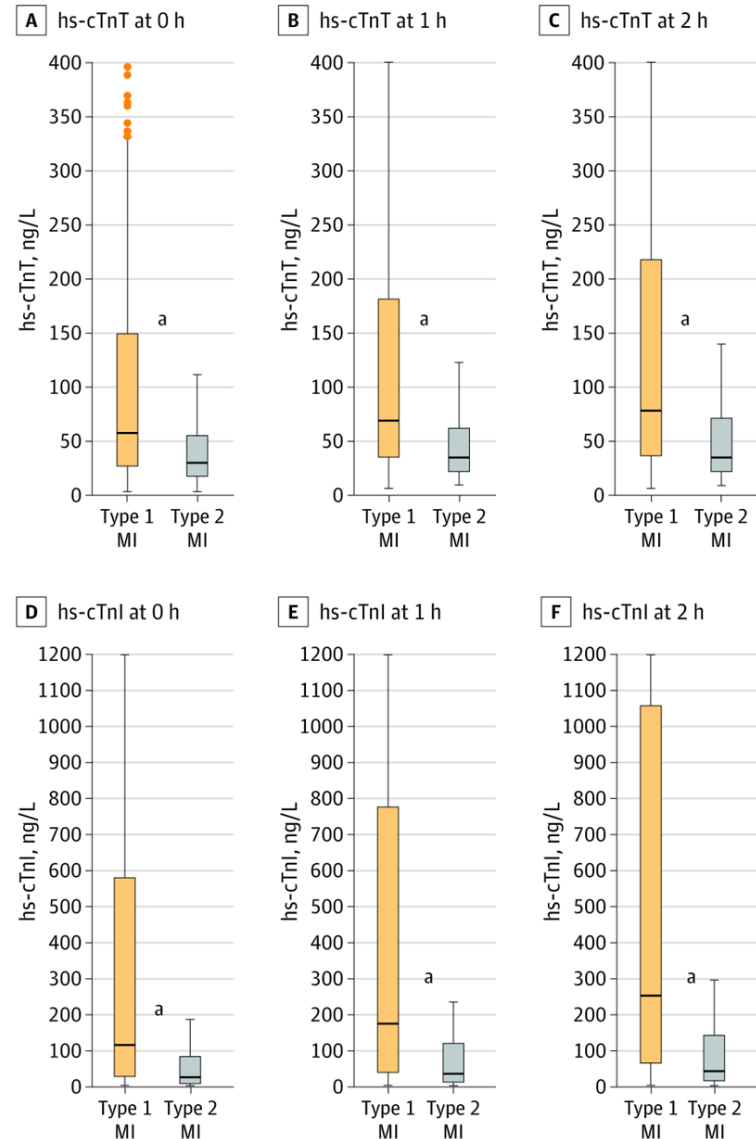 A hs-cTnT at 0 h
400
350
300
250
200
150
100
50
0
hs-cTnT, ng/L
a
Type 1 MI
Type 2 MI
B hs-cTnT at 1 h
400
350
300
250
200
150
100
50
0
hs-cTnT, ng/L
a
Type 1 MI
Type 2 MI
C hs-cTnT at 2 h
400
350
300
250
200
150
100
50
0
hs-cTnT, ng/L
a
Type 1 MI
Type 2 MI
D hs-cTnI at 0 h
1200
1100
1000
900
800
700
600
500
400
300
200
100
0
hs-cTnI, ng/L
a
Type 1 MI
Type 2 MI
E hs-cTnI at 1 h
1200
1100
1000
900
800
700
600
500
400
300
200
100
0
hs-cTnI, ng/L
a
Type 1 MI
Type 2 MI
F hs-cTnI at 2 h
1200
1100
1000
900
800
700
600
500
400
300
200
100
0
hs-cTnI, ng/L
a
Type 1 MI
Type 2 MI